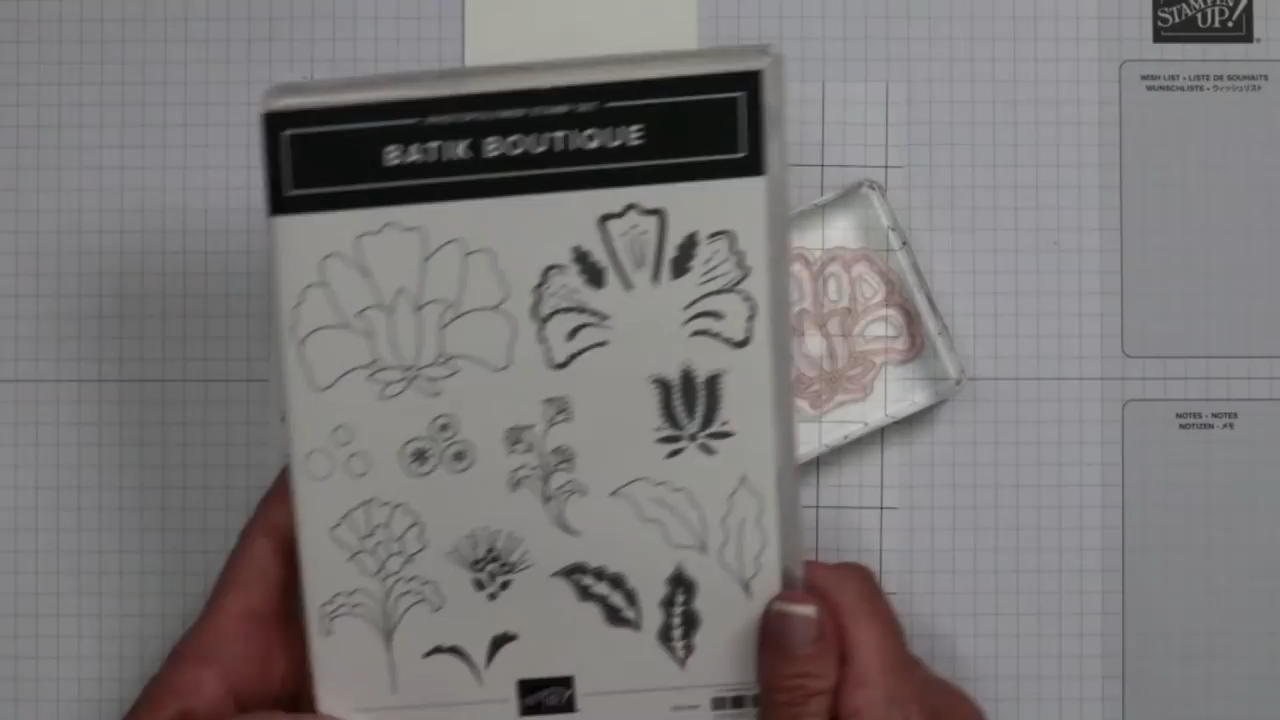 STAMPIN' UP!
WISH LIST • LISTE DE SOUHAITS
WUNSCHLISTE • ウィッシュリスト
BATIK BOUTIQUE
NOTES • NOTES
NOTIZEN • メモ